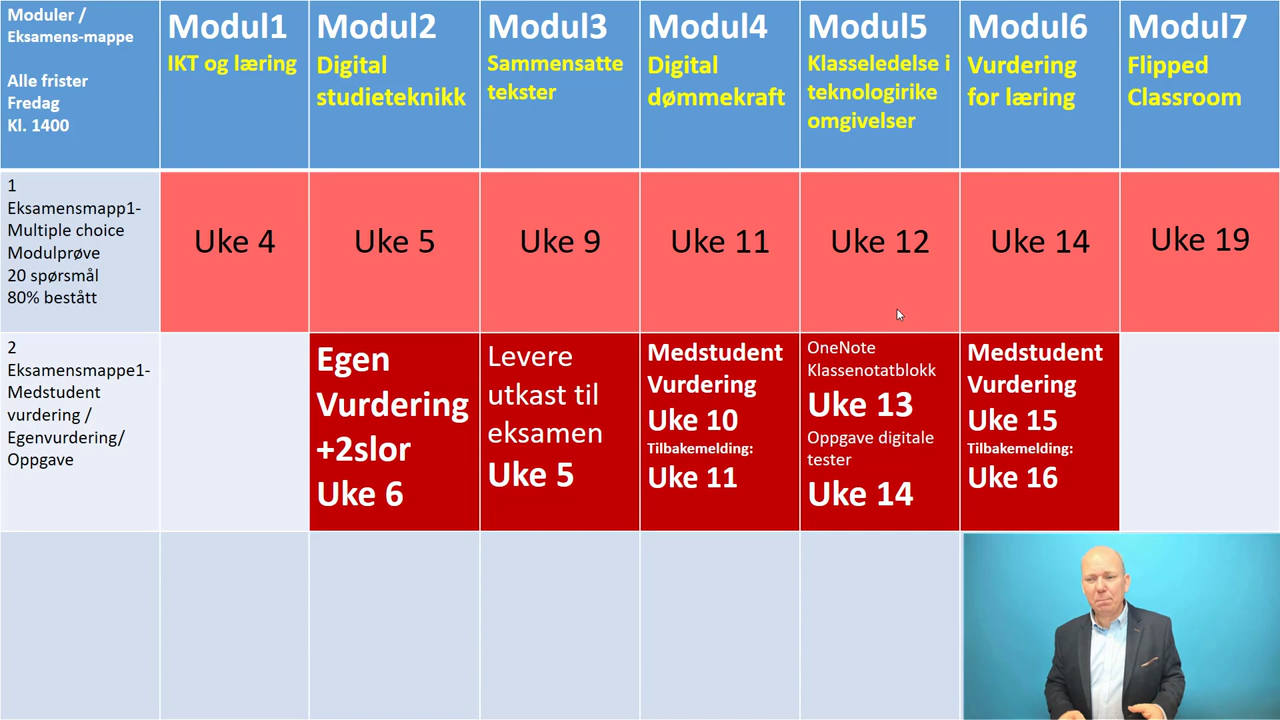 Moduler /
Eksamens-mappe
Alle frister
Fredag
Kl. 1400
Modul1
IKT og læring
Modul2
Digital
studieteknikk
Modul3
Sammensatte
tekster
Modul4
Digital
dømmekraft
Modul5
Klasseledelse i
teknologirike
omgivelser
Modul6
Vurdering
for læring
Modul7
Flipped
Classroom
1
Eksamensmapp1-
Multiple choice
Modulprøve
20 spørsmål
80% bestått
Uke 4
Uke 5
Uke 9
Uke 11
Uke 12
Uke 14
Uke 19
2
Eksamensmappe1-
Medstudent
vurdering /
Egenvurdering/
Oppgave
Egen
Vurdering
+2slor
Uke 6
Levere
utkast til
eksamen
Uke 5
Medstudent
Vurdering
Uke 10
Tilbakemelding:
Uke 11
OneNote
Klassenotatblokk
Uke 13
Oppgave digitale
tester
Uke 14
Medstudent
Vurdering
Uke 15
Tilbakemelding:
Uke 16